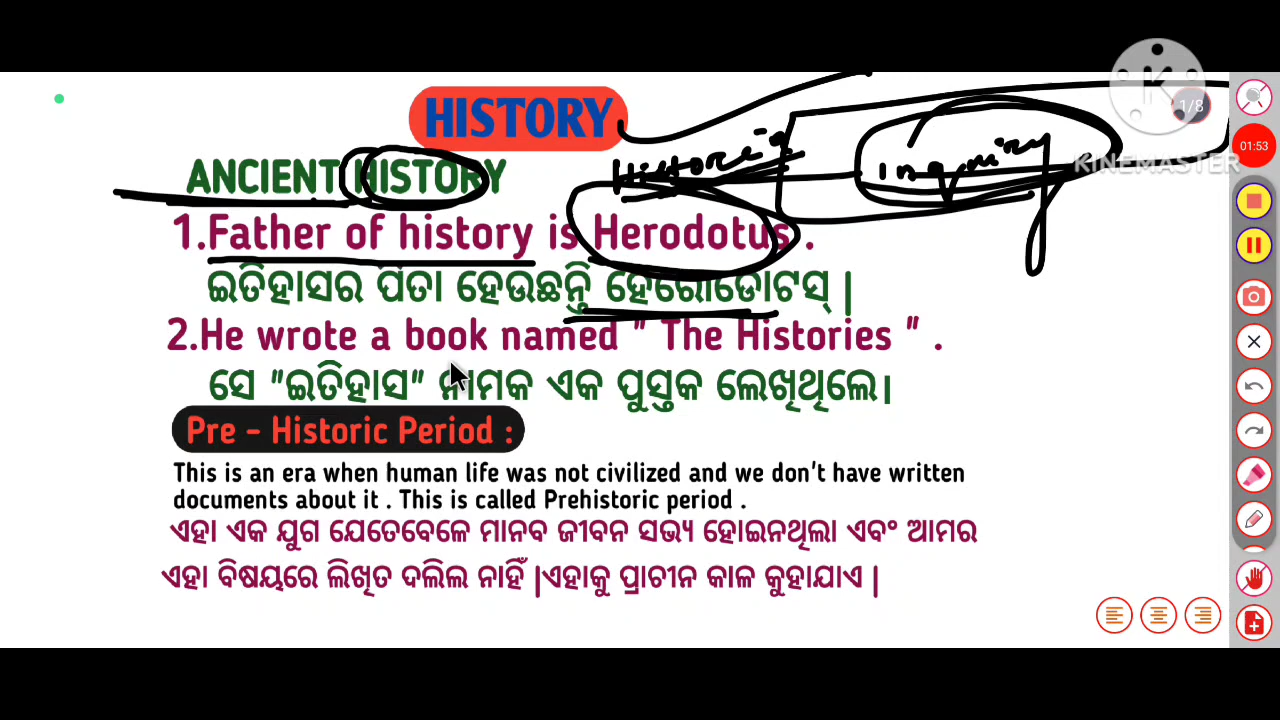 HISTORY
1/8
KINEMASTER
01:53
ANCIENT HISTORY
Inquiry
1.Father of history is Herodotus .
ଇତିହାସର ପିତା ହେଉଛନ୍ତି ହେରୋଡୋଟସ୍ |
2.He wrote a book named " The Histories " .
ସେ "ଇତିହାସ" ନାମକ ଏକ ପୁସ୍ତକ ଲେଖିଥିଲେ।
Pre - Historic Period :
This is an era when human life was not civilized and we don't have written
documents about it . This is called Prehistoric period .
ଏହା ଏକ ଯୁଗ ଯେତେବେଳେ ମାନବ ଜୀବନ ସଭ୍ୟ ହୋଇନଥିଲା ଏବଂ ଆମର
ଏହା ବିଷୟରେ ଲିଖିତ ଦଲିଲ ନାହିଁ |ଏହାକୁ ପ୍ରାଚୀନ କାଳ କୁହାଯାଏ |